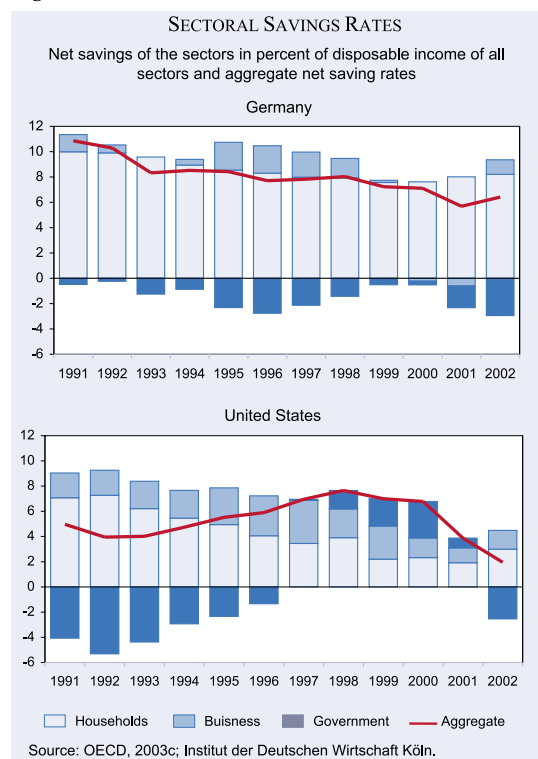 SECTORAL SAVINGS RATES
Net savings of the sectors in percent of disposable income of all
sectors and aggregate net saving rates
Germany
12
10
8
6
4
2
0
-2
-4
-6
1991 1992 1993 1994 1995 1996 1997 1998 1999 2000 2001 2002
United States
12
10
8
6
4
2
0
-2
-4
-6
1991 1992 1993 1994 1995 1996 1997 1998 1999 2000 2001 2002
Households Buisness Government Aggregate
Source: OECD, 2003c; Institut der Deutschen Wirtschaft Köln.